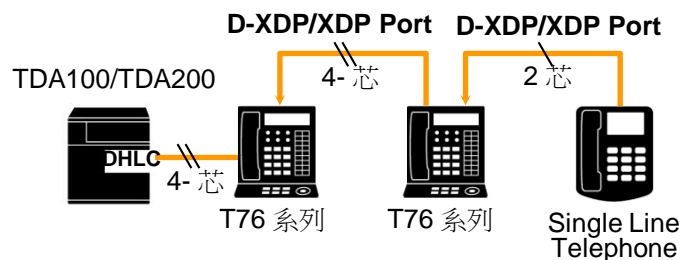 D-XDP/XDP Port
D-XDP/XDP Port
4- 芯
2 芯
TDA100/TDA200
DHLC
4- 芯
T76 系列
T76 系列
Single Line
Telephone